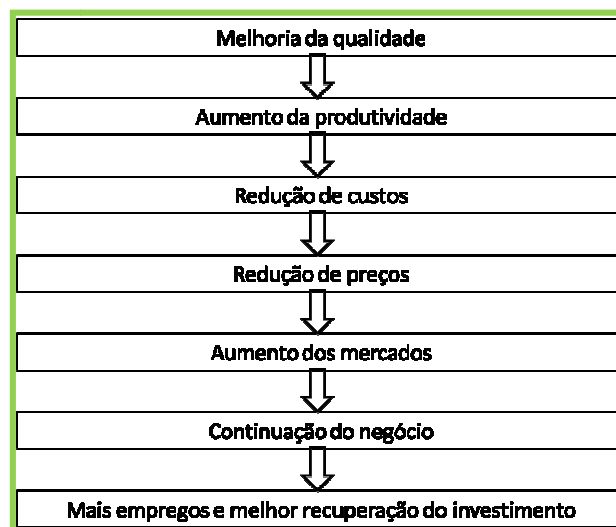 Melhoria da qualidade
Aumento da produtividade
Redução de custos
Redução de preços
Aumento dos mercados
Continuação do negócio
Mais empregos e melhor recuperação do investimento